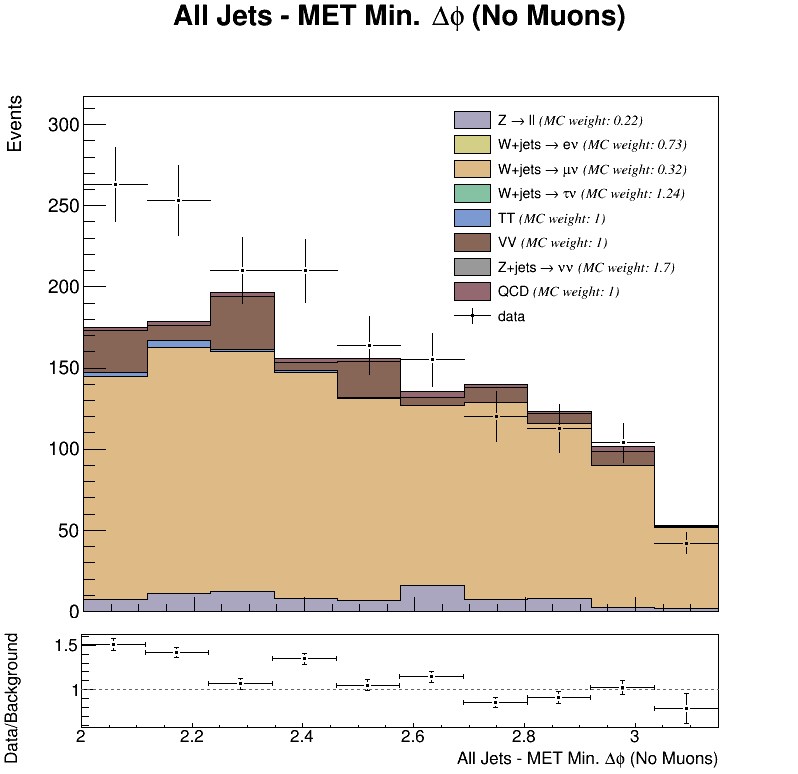 All Jets - MET Min. Δϕ (No Muons)
Events
300
250
200
150
100
50
0
Z → ll (MC weight: 0.22)
W+jets → eν (MC weight: 0.73)
W+jets → μν (MC weight: 0.32)
W+jets → τν (MC weight: 1.24)
TT (MC weight: 1)
VV (MC weight: 1)
Z+jets → νν (MC weight: 1.7)
QCD (MC weight: 1)
data
Data/Background
1.5
1
2 2.2 2.4 2.6 2.8 3
All Jets - MET Min. Δϕ (No Muons)